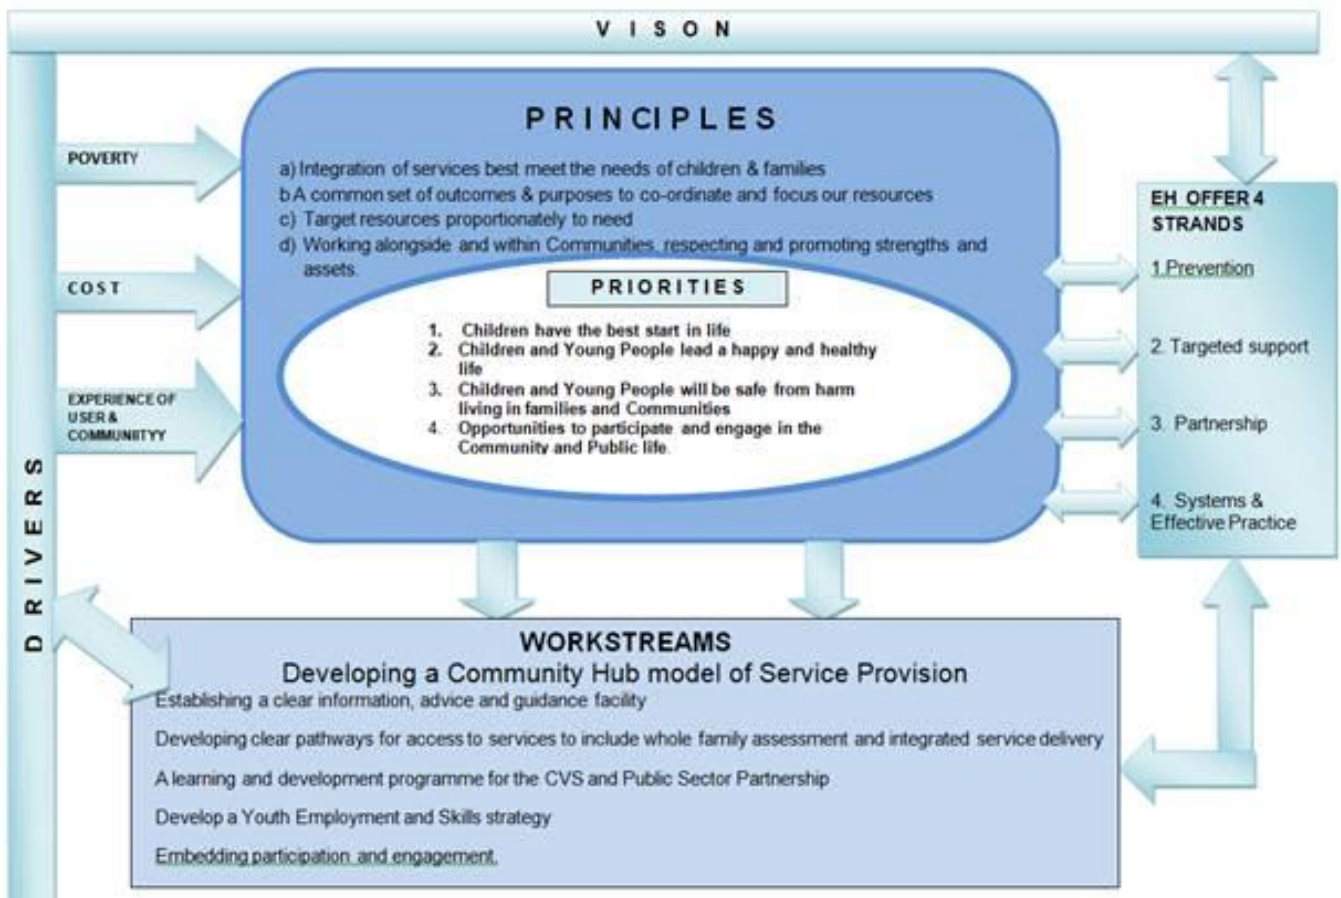 V I S O N
D R I V E R S
POVERTY
COST
EXPERIENCE OF
USER &
COMMUNIITYY
P R I N C I P L E S
a) Integration of services best meet the needs of children & families
b A common set of outcomes & purposes to co-ordinate and focus our resources
c) Target resources proportionately to need
d) Working alongside and within Communities, respecting and promoting strengths and
assets.
P R I O R I T I E S
1. Children have the best start in life
2. Children and Young People lead a happy and healthy
life
3. Children and Young People will be safe from harm
living in families and Communities
4. Opportunities to participate and engage in the
Community and Public life.
EH OFFER 4
STRANDS
1.Prevention
2. Targeted support
3. Partnership
4. Systems &
Effective Practice
WORKSTREAMS
Developing a Community Hub model of Service Provision
Establishing a clear information, advice and guidance facility
Developing clear pathways for access to services to include whole family assessment and integrated service delivery
A learning and development programme for the CVS and Public Sector Partnership
Develop a Youth Employment and Skills strategy
Embedding participation and engagement.